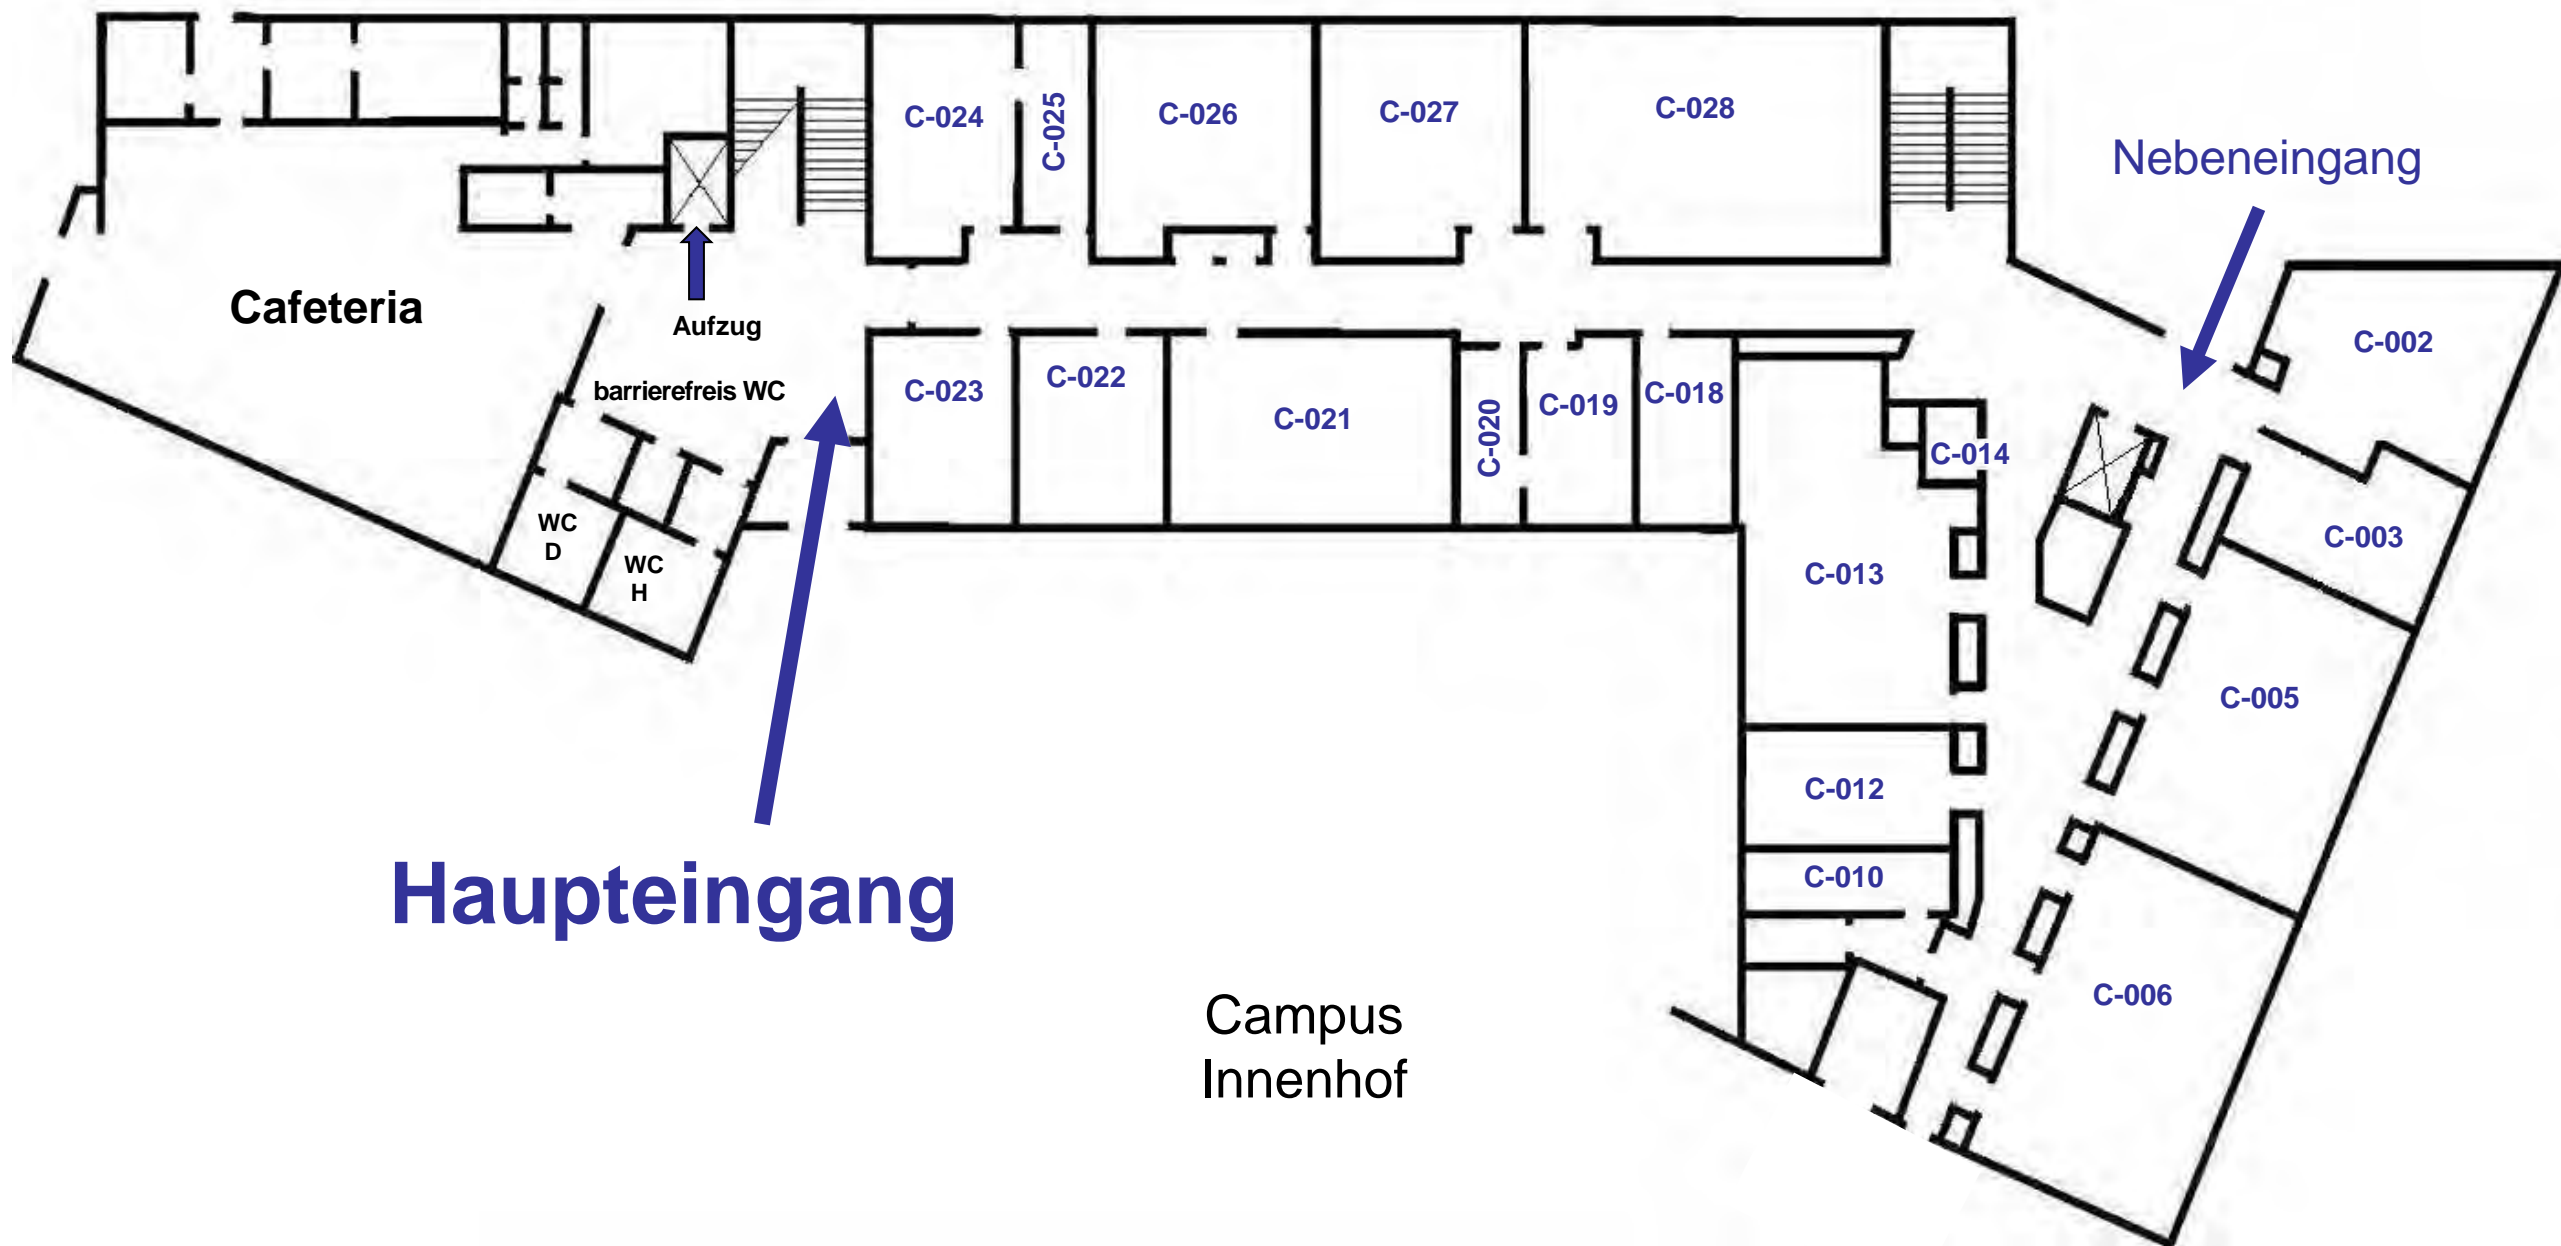 C-024
C-025
C-026
C-027
C-028
Nebeneingang
Cafeteria
Aufzug
barrierefreis WC
C-023
C-022
C-021
C-020
C-019
C-018
C-014
C-002
C-003
WC
D
WC
H
C-013
C-005
C-012
C-010
Haupteingang
C-006
Campus
Innenhof